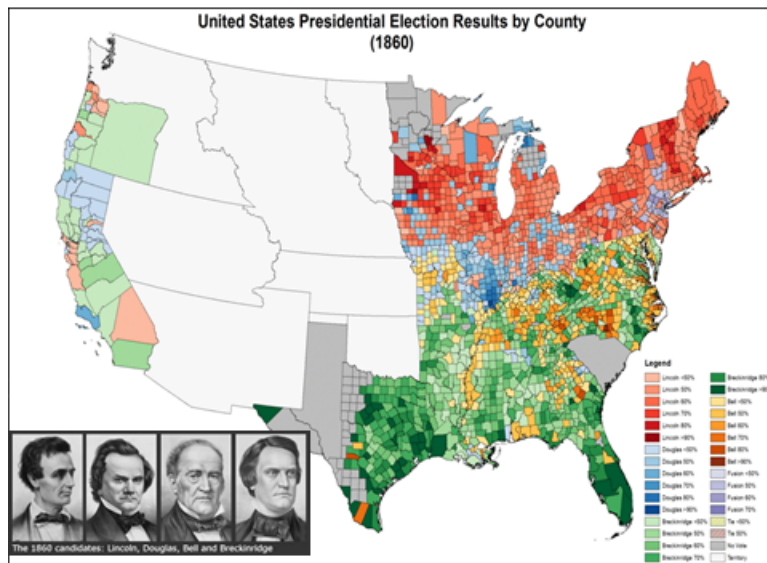 United States Presidential Election Results by County
(1860)
Legend
Lincoln <50%
Lincoln 50%
Lincoln 60%
Lincoln 70%
Lincoln 80%
Lincoln >90%
Douglas <50%
Douglas 50%
Douglas 60%
Douglas 70%
Douglas 80%
Douglas >90%
Breckinridge <50%
Breckinridge 50%
Breckinridge 60%
Breckinridge 70%
Breckinridge 80%
Breckinridge >90%
Bell <50%
Bell 50%
Bell 60%
Bell 70%
Bell 80%
Bell >90%
Fusion <50%
Fusion 50%
Fusion 60%
Fusion 70%
Tie <50%
Tie 50%
No Vote
Territory
The 1860 candidates: Lincoln, Douglas, Bell and Breckinridge